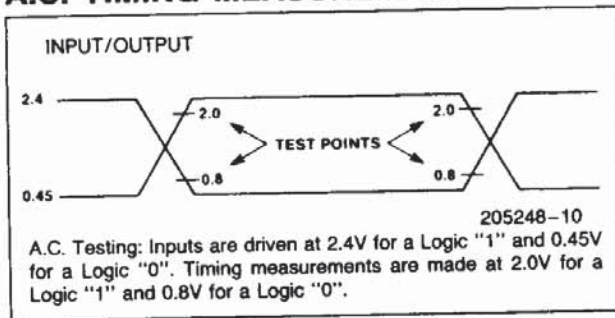 INPUT/OUTPUT
2.4
2.0
2.0
TEST POINTS
0.8
0.8
0.45
205248-10
A.C. Testing: Inputs are driven at 2.4V for a Logic "1" and 0.45V
for a Logic "0". Timing measurements are made at 2.0V for a
Logic "1" and 0.8V for a Logic "0".